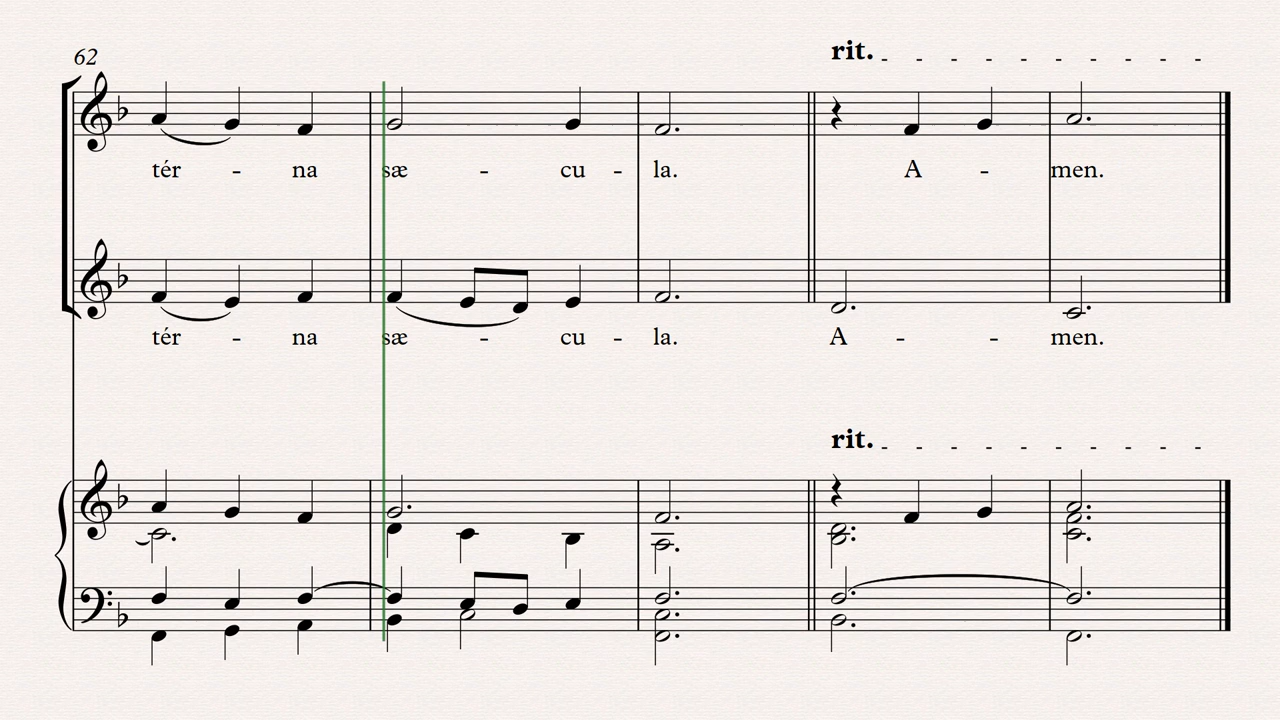 62
rit. - - - - - - - - - -
tér - na sæ - cu - la. A - men.
tér - na sæ - cu - la. A - - men.
rit. - - - - - - - - - -